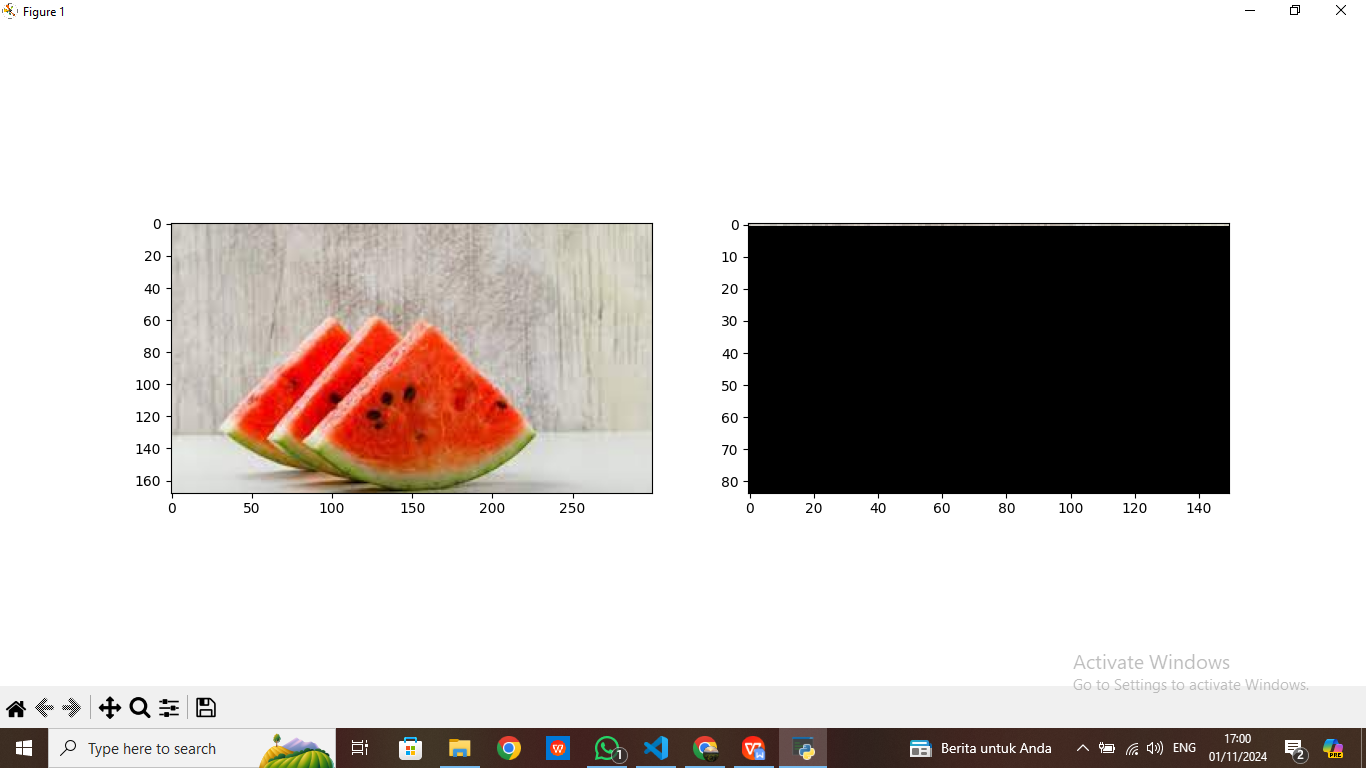 Figure 1
0
20
40
60
80
100
120
140
160
0 50 100 150 200 250
0
10
20
30
40
50
60
70
80
0 20 40 60 80 100 120 140
Activate Windows
Go to Settings to activate Windows.
Type here to search
1
W
Berita untuk Anda
ENG
17:00
01/11/2024
2
PRE